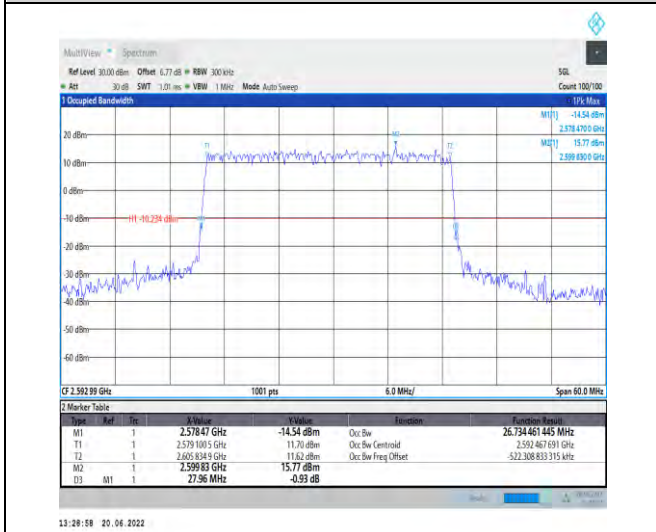 MultiView Spectrum
Ref Level 30.00 dBm Offset 6.77 dB RBW 300 kHz SGL
Att 30 dB SWT 1.01 ms VBW 1 MHz Mode Auto Sweep Count 100/100
1 Occupied Bandwidth 1Pk Max
M1[1] -14.54 dBm
2.578 4700 GHz
M2[1] 15.77 dBm
2.599 8300 GHz
20 dBm
T1 M2 T2
10 dBm
0 dBm
-10 dBm H1 -10.234 dBm
-30 dBm
-40 dBm
-50 dBm
-60 dBm
CF 2.592 99 GHz 1001 pts 6.0 MHz/ Span 60.0 MHz
2 Marker Table
Type Ref Trc X-Value Y-Value Function Function Result
M1 1 2.578 47 GHz -14.54 dBm Occ Bw 26.734 461 445 MHz
T1 1 2.579 100 5 GHz 11.70 dBm Occ Bw Centroid 2.592 467 691 GHz
T2 1 2.605 834 9 GHz 11.62 dBm Occ Bw Freq Offset -522.308 833 315 kHz
M2 1 2.599 83 GHz 15.77 dBm
D3 M1 1 27.96 MHz -0.93 dB
13:28:58 20.06.2022